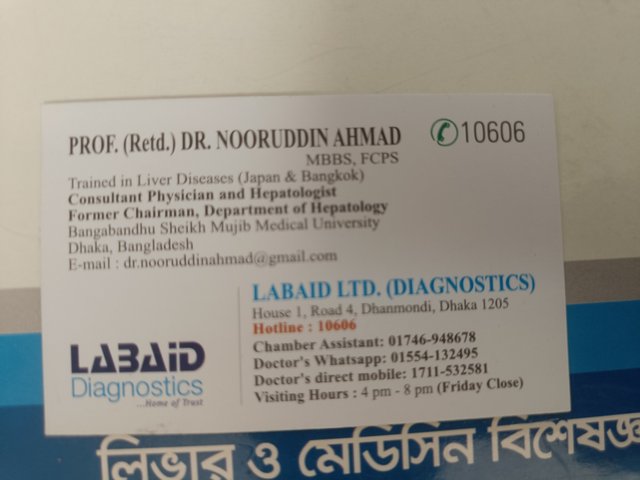 PROF. (Retd.) DR. NOORUDDIN AHMAD
10606
MBBS, FCPS
Trained in Liver Diseases (Japan & Bangkok)
Consultant Physician and Hepatologist
Former Chairman, Department of Hepatology
Bangabandhu Sheikh Mujib Medical University
Dhaka, Bangladesh
E-mail : dr.nooruddinahmad@gmail.com
LABAID
Diagnostics
...Home of Trust
LABAID LTD. (DIAGNOSTICS)
House 1, Road 4, Dhanmondi, Dhaka 1205
Hotline : 10606
Chamber Assistant: 01746-948678
Doctor's Whatsapp: 01554-132495
Doctor's direct mobile: 1711-532581
Visiting Hours : 4 pm - 8 pm (Friday Close)
লিভার ও মেডিসিন বিশেষজ্ঞ